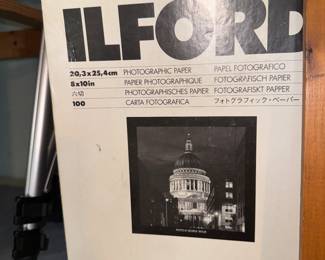 ILFORD
20,3x25,4cm PHOTOGRAPHIC PAPER PAPEL FOTOGRAFICO
8x10in PAPIER PHOTOGRAPHIQUE FOTOGRAFISCH PAPIER
六切 PHOTOGRAPHISCHES PAPIER FOTOGRAFISKT PAPPER
100 CARTA FOTOGRAFICA フォトグラフィック・ペーパー